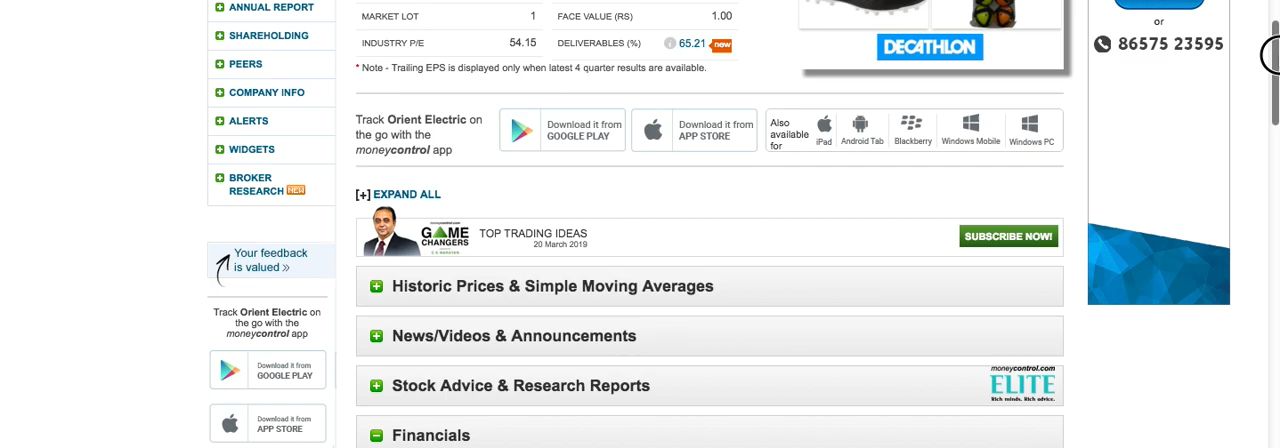 ANNUAL REPORT
SHAREHOLDING
PEERS
COMPANY INFO
ALERTS
WIDGETS
BROKER
RESEARCH NEW
Your feedback
is valued »
Track Orient Electric on
the go with the
moneycontrol app
Download it from
GOOGLE PLAY
Download it from
APP STORE
MARKET LOT 1
FACE VALUE (RS) 1.00
INDUSTRY P/E 54.15
DELIVERABLES (%) i 65.21 new
* Note - Trailing EPS is displayed only when latest 4 quarter results are available.
DECATHLON
Track Orient Electric on
the go with the
moneycontrol app
Download it from
GOOGLE PLAY
Download it from
APP STORE
Also
available
for
iPad
Android Tab
Blackberry
Windows Mobile
Windows PC
[+] EXPAND ALL
moneycontrol.com
GAME
CHANGERS
TOP TRADING IDEAS
20 March 2019
SUBSCRIBE NOW!
Historic Prices & Simple Moving Averages
News/Videos & Announcements
Stock Advice & Research Reports
moneycontrol.com
ELITE
Rich minds. Rich advice.
Financials
or
86575 23595